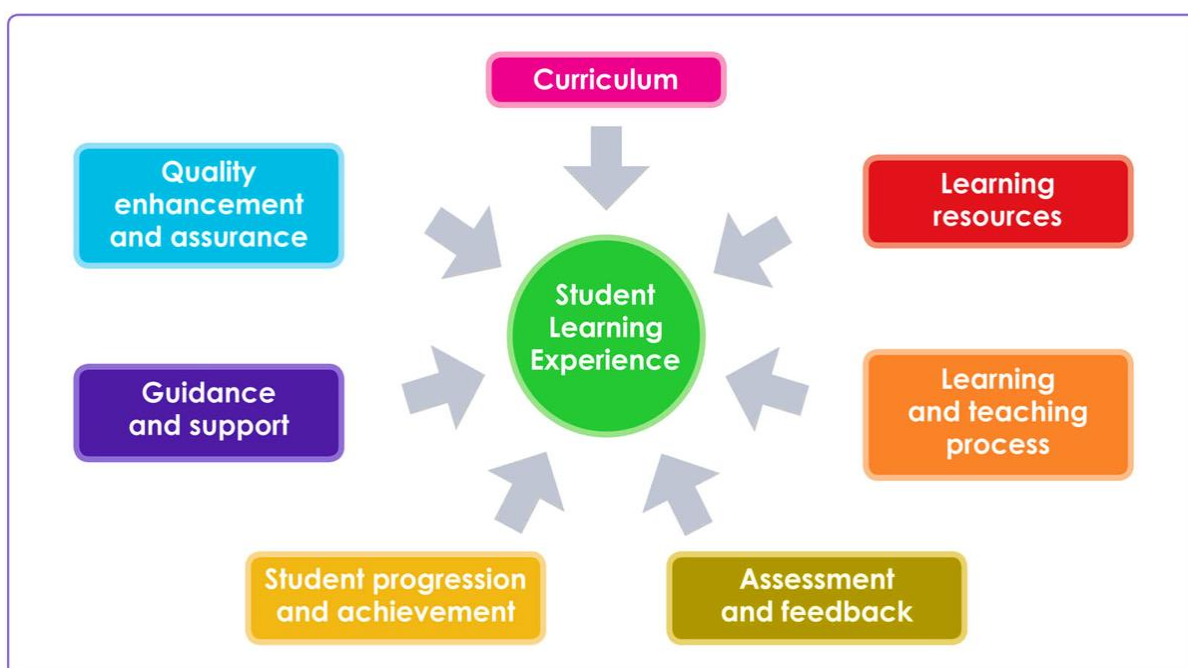 Curriculum
Quality
enhancement
and assurance
Learning
resources
Student
Learning
Experience
Guidance
and support
Learning
and teaching
process
Student progression
and achievement
Assessment
and feedback